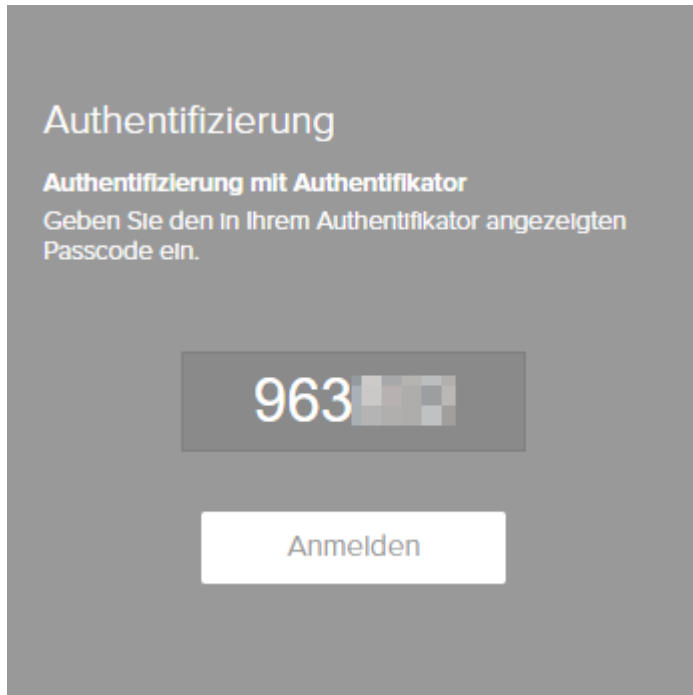 Authentifizierung
Authentifizierung mit Authentifikator
Geben Sie den in Ihrem Authentifikator angezeigten
Passcode ein.
963
Anmelden